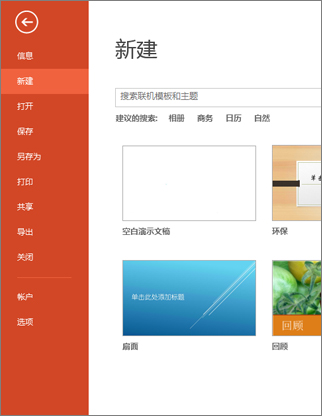 信息
新建
打开
保存
另存为
打印
共享
导出
关闭
帐户
选项
新建
搜索联机模板和主题
建议的搜索: 相册 商务 日历 自然
空白演示文稿
环保
单击此处添加标题
回顾
扇面
回顾